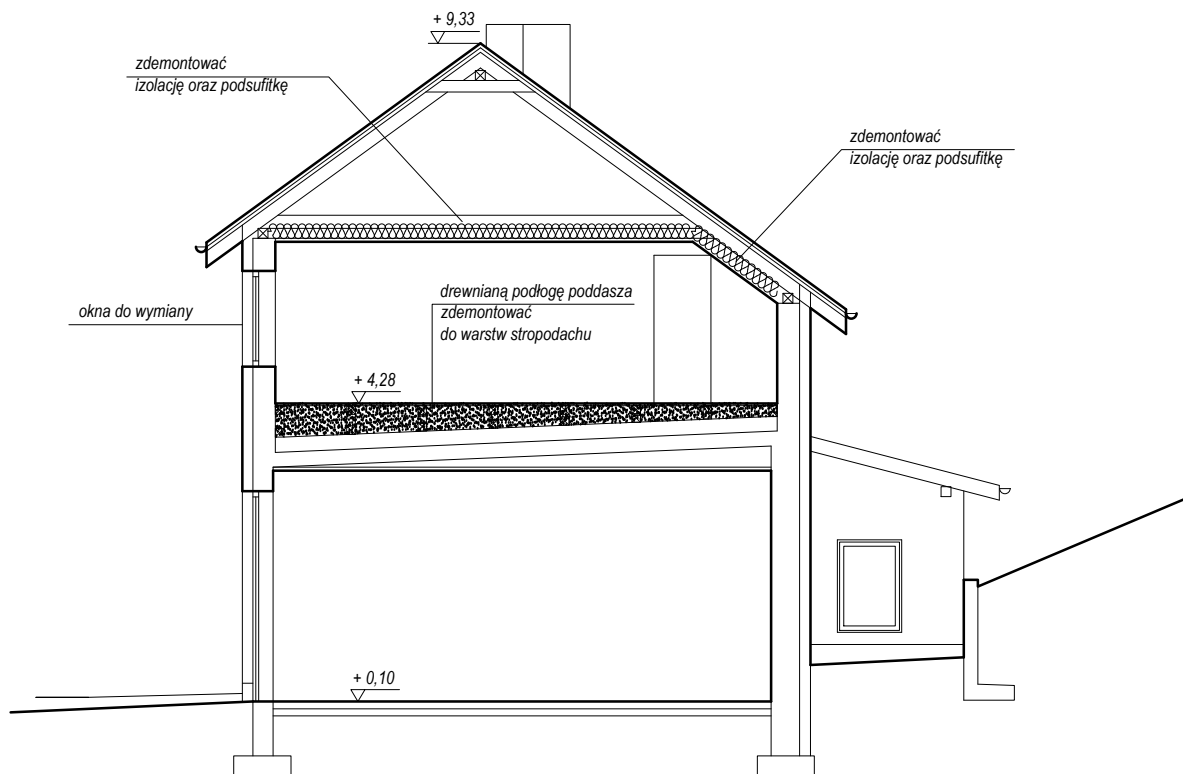 + 9,33
zdemontować
izolację oraz podsufitkę
zdemontować
izolację oraz podsufitkę
drewnianą podłogę poddasza
zdemontować
do warstw stropodachu
okna do wymiany
+ 4,28
+ 0,10